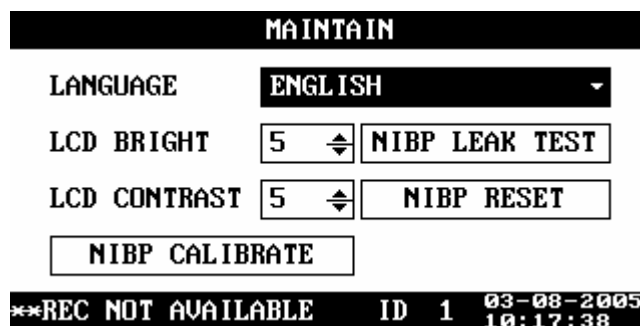 MAINTAIN
LANGUAGE ENGLISH
LCD BRIGHT 5 NIBP LEAK TEST
LCD CONTRAST 5 NIBP RESET
NIBP CALIBRATE
**REC NOT AVAILABLE ID 1 03-08-2005
10:17:38